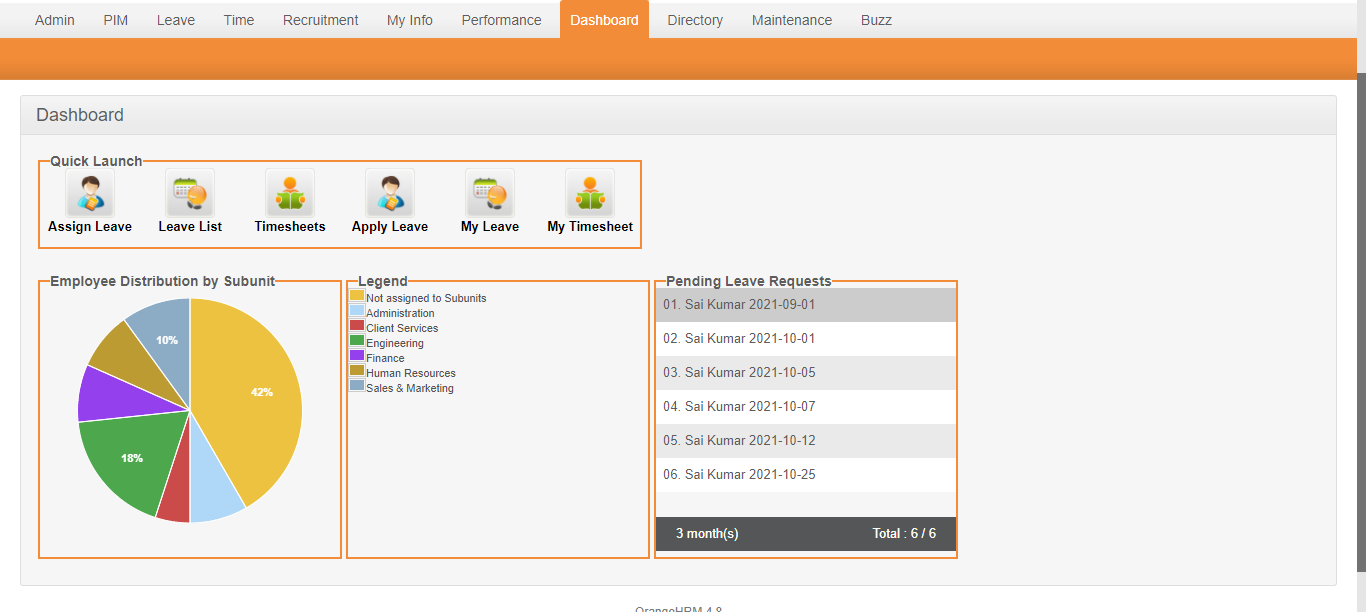 Admin PIM Leave Time Recruitment My Info Performance Dashboard Directory Maintenance Buzz
Dashboard
Quick Launch
Assign Leave Leave List Timesheets Apply Leave My Leave My Timesheet
Employee Distribution by Subunit
10%
42%
18%
Legend
Not assigned to Subunits
Administration
Client Services
Engineering
Finance
Human Resources
Sales & Marketing
Pending Leave Requests
01. Sai Kumar 2021-09-01
02. Sai Kumar 2021-10-01
03. Sai Kumar 2021-10-05
04. Sai Kumar 2021-10-07
05. Sai Kumar 2021-10-12
06. Sai Kumar 2021-10-25
3 month(s) Total : 6 / 6
OrangeHRM 4.8